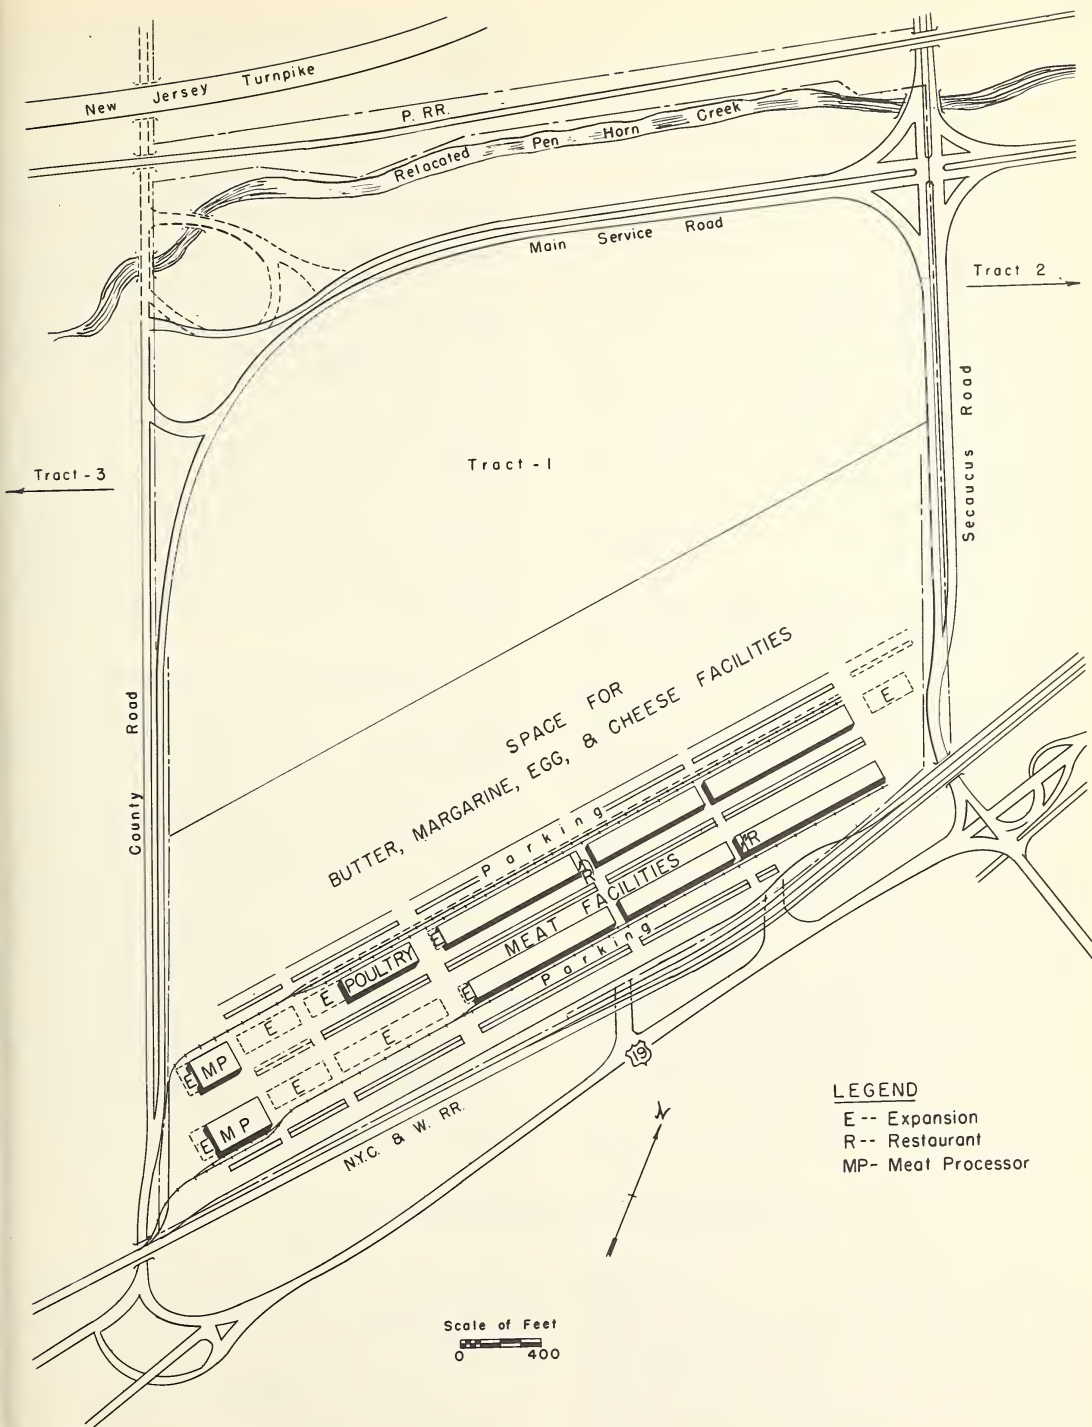 New Jersey Turnpike
P. RR.
Relocated Pen Horn Creek
Main Service Road
Tract 2
Secaucus Road
Tract - 1
Tract - 3
County Road
SPACE FOR
BUTTER, MARGARINE, EGG, & CHEESE FACILITIES
E
Parking
R
R
MEAT FACILITIES
E
POULTRY
Parking
E
E
E
E
E
MP
E
E
MP
N.Y.C. & W. RR.
19
N
LEGEND
E -- Expansion
R -- Restaurant
MP- Meat Processor
Scale of Feet
0 400